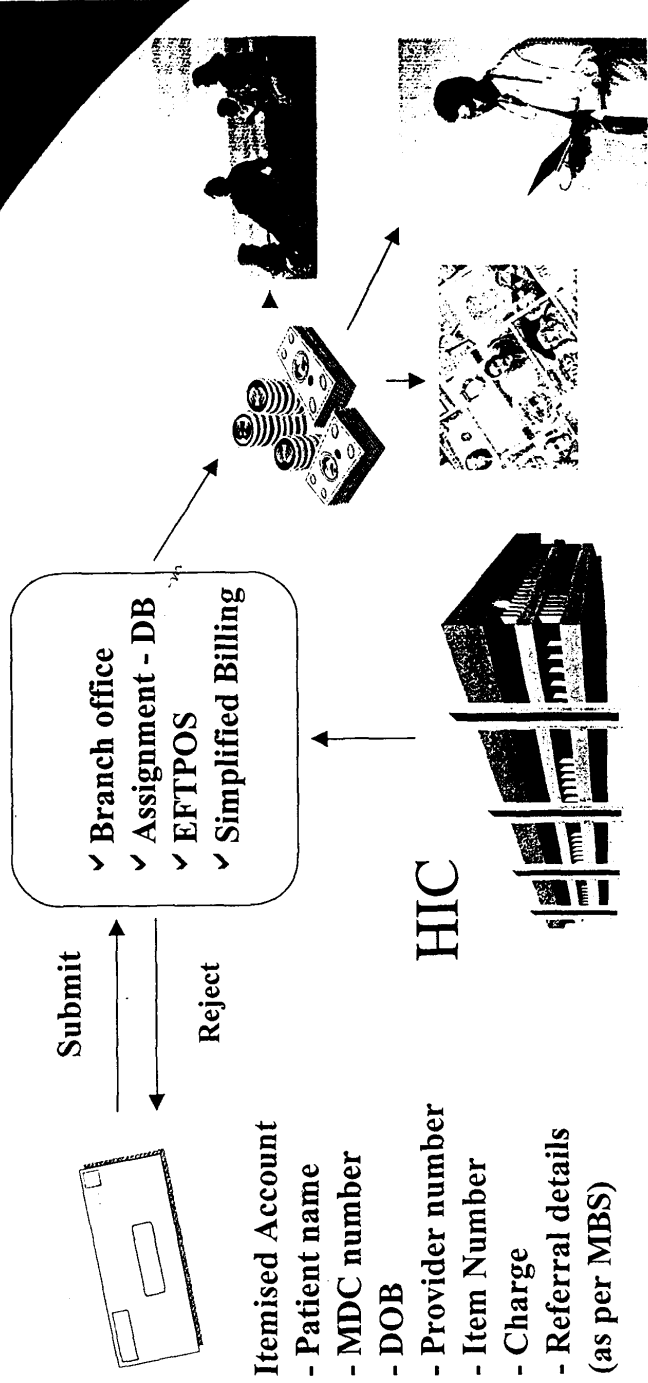 Submit
Reject
✓ Branch office
✓ Assignment - DB
✓ EFTPOS
✓ Simplified Billing
Itemised Account
- Patient name
- MDC number
- DOB
- Provider number
- Item Number
- Charge
- Referral details
(as per MBS)
HIC